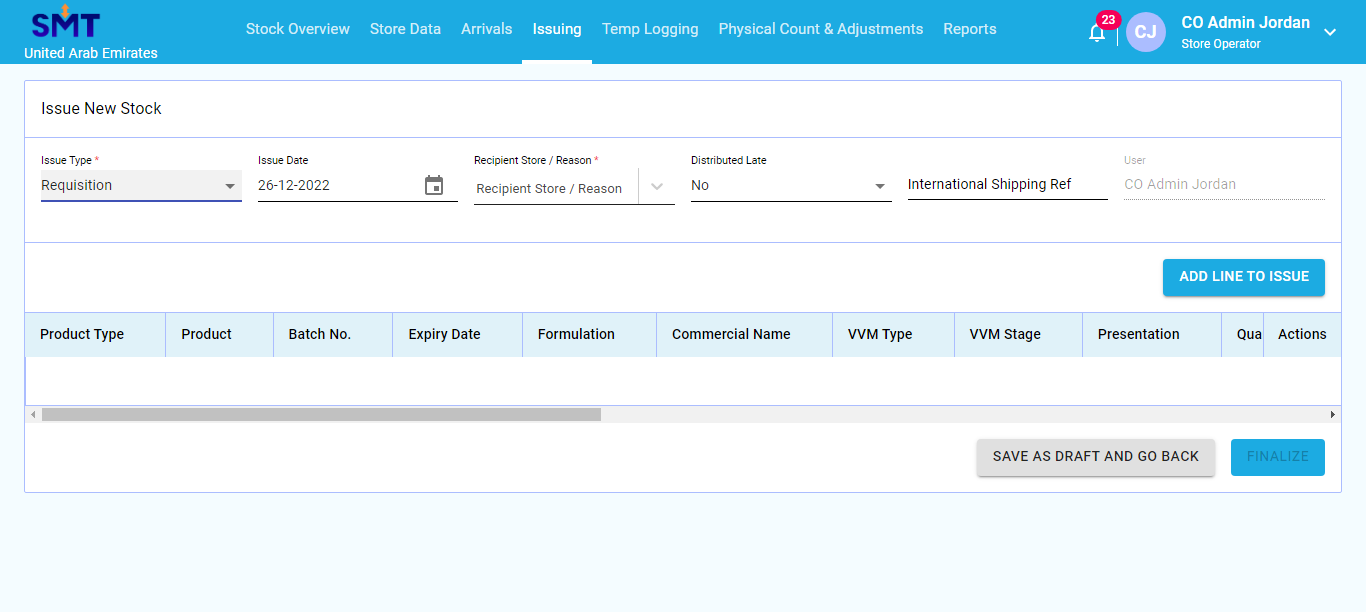 SMT
United Arab Emirates
Stock Overview Store Data Arrivals Issuing Temp Logging Physical Count & Adjustments Reports
23
CJ
CO Admin Jordan
Store Operator
Issue New Stock
Issue Type * Issue Date Recipient Store / Reason * Distributed Late User
Requisition 26-12-2022 Recipient Store / Reason No International Shipping Ref CO Admin Jordan
ADD LINE TO ISSUE
Product Type Product Batch No. Expiry Date Formulation Commercial Name VVM Type VVM Stage Presentation Qua Actions
SAVE AS DRAFT AND GO BACK FINALIZE